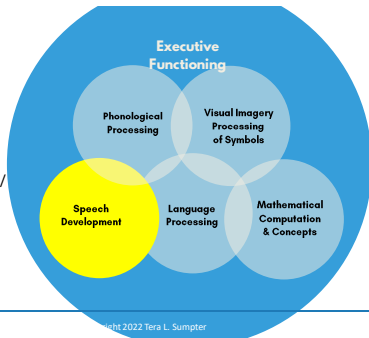 Executive
Functioning
Phonological
Processing
Visual Imagery
Processing
of Symbols
/
Speech
Development
Language
Processing
Mathematical
Computation
& Concepts
2022 Tera L. Sumpter